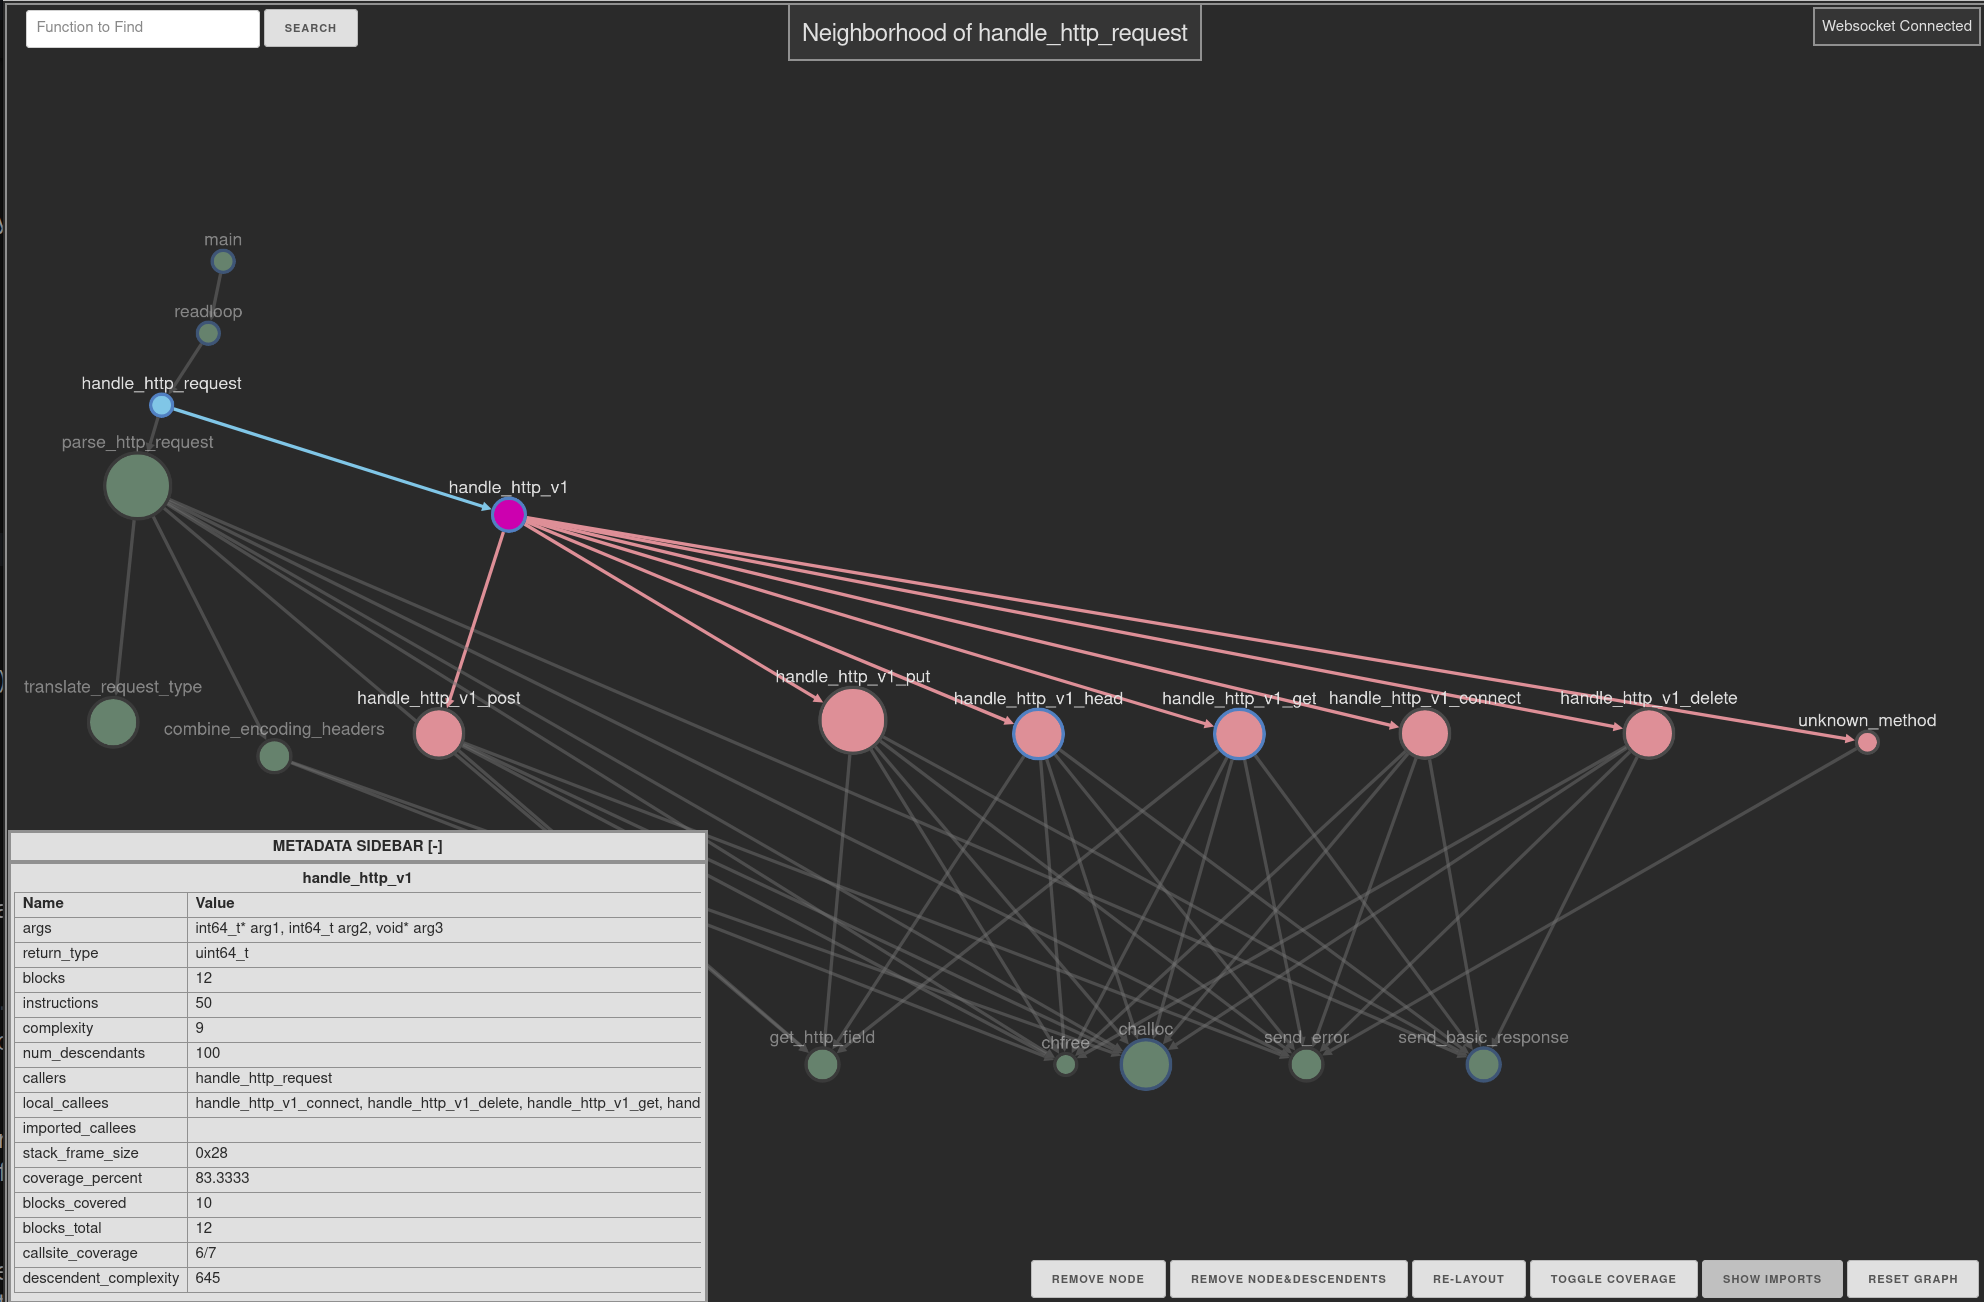 Function to Find
SEARCH
Neighborhood of handle_http_request
Websocket Connected
main
readloop
handle_http_request
parse_http_request
handle_http_v1
translate_request_type
combine_encoding_headers
handle_http_v1_post
handle_http_v1_put
handle_http_v1_head
handle_http_v1_get
handle_http_v1_connect
handle_http_v1_delete
unknown_method
get_http_field
chfree
challoc
send_error
send_basic_response
METADATA SIDEBAR [-]
handle_http_v1
Name Value
args int64_t* arg1, int64_t arg2, void* arg3
return_type uint64_t
blocks 12
instructions 50
complexity 9
num_descendants 100
callers handle_http_request
local_callees handle_http_v1_connect, handle_http_v1_delete, handle_http_v1_get, hand
imported_callees
stack_frame_size 0x28
coverage_percent 83.3333
blocks_covered 10
blocks_total 12
callsite_coverage 6/7
descendent_complexity 645
REMOVE NODE
REMOVE NODE&DESCENDENTS
RE-LAYOUT
TOGGLE COVERAGE
SHOW IMPORTS
RESET GRAPH